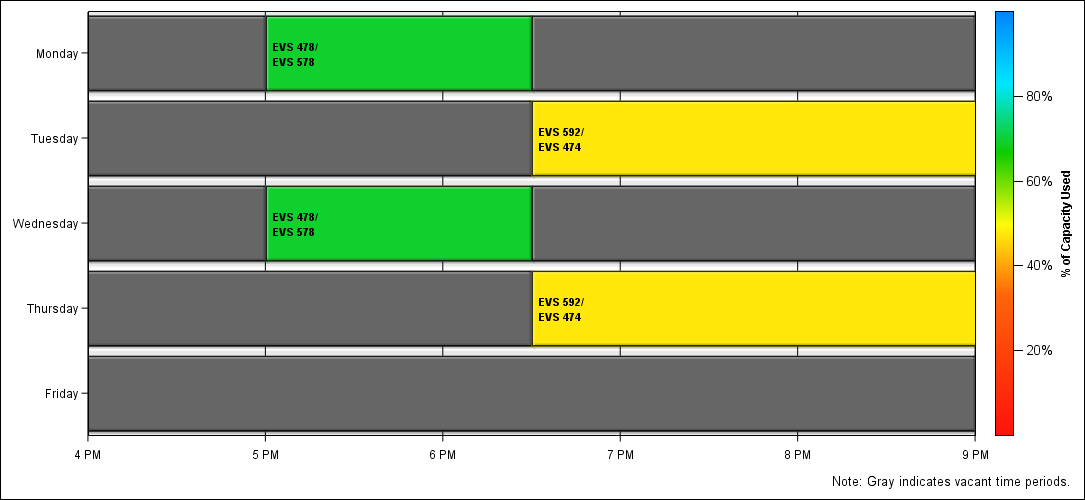 Monday
EVS 478/
EVS 578
Tuesday
EVS 592/
EVS 474
Wednesday
EVS 478/
EVS 578
Thursday
EVS 592/
EVS 474
Friday
4 PM
5 PM
6 PM
7 PM
8 PM
9 PM
80%
60%
40%
20%
% of Capacity Used
Note: Gray indicates vacant time periods.